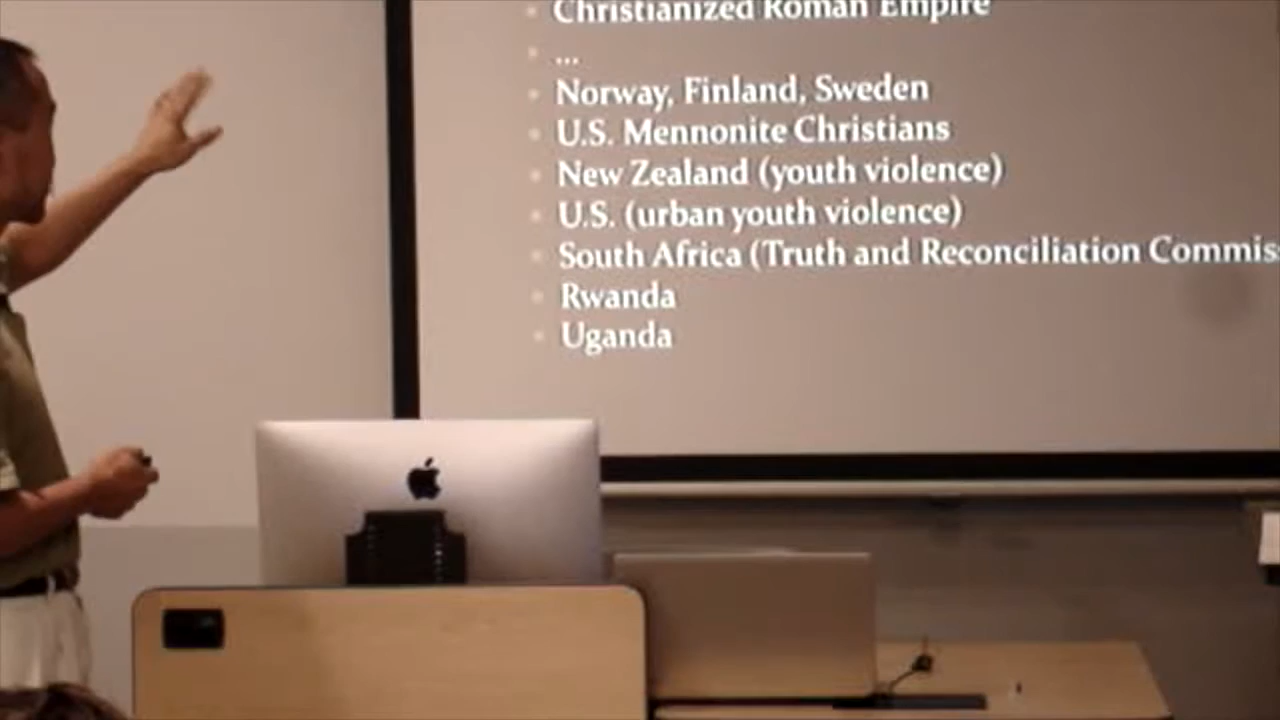 Christianized Roman Empire
...
Norway, Finland, Sweden
U.S. Mennonite Christians
New Zealand (youth violence)
U.S. (urban youth violence)
South Africa (Truth and Reconciliation Commis
Rwanda
Uganda